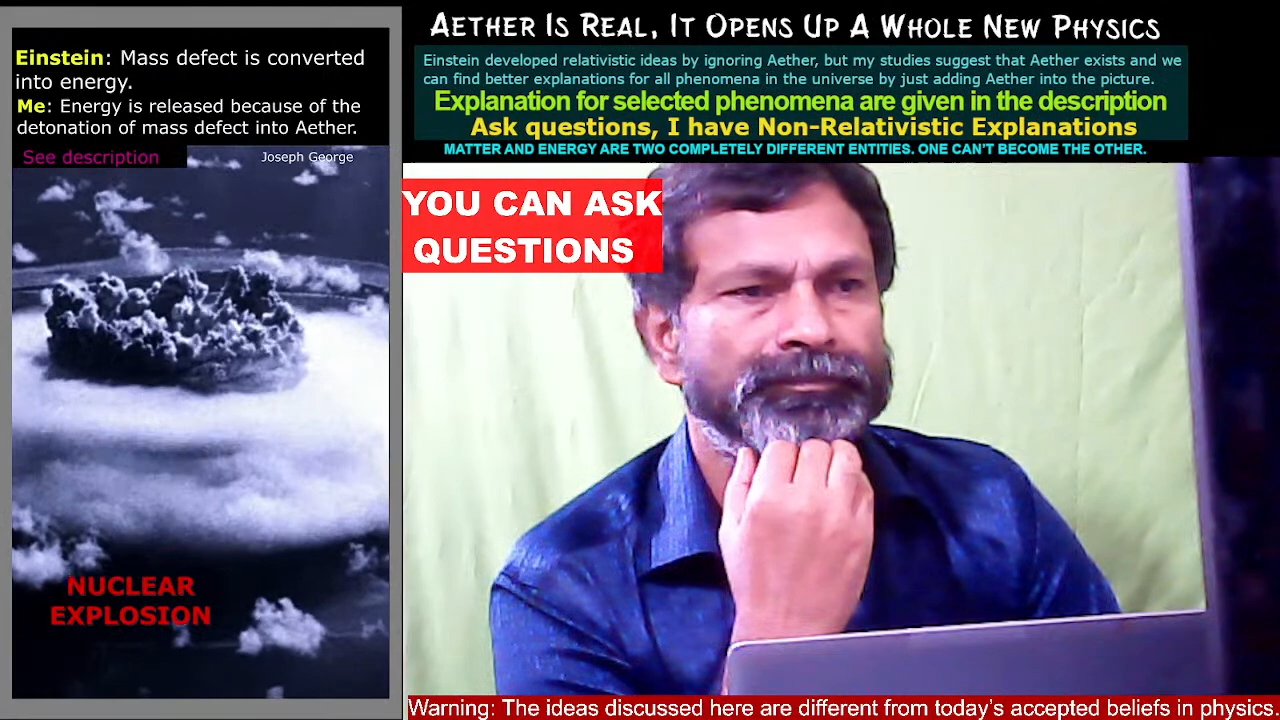 Einstein: Mass defect is converted
into energy.
Me: Energy is released because of the
detonation of mass defect into Aether.
See description
Joseph George
NUCLEAR
EXPLOSION
AETHER IS REAL, IT OPENS UP A WHOLE NEW PHYSICS
Einstein developed relativistic ideas by ignoring Aether, but my studies suggest that Aether exists and we
can find better explanations for all phenomena in the universe by just adding Aether into the picture.
Explanation for selected phenomena are given in the description
Ask questions, I have Non-Relativistic Explanations
MATTER AND ENERGY ARE TWO COMPLETELY DIFFERENT ENTITIES. ONE CAN'T BECOME THE OTHER.
YOU CAN ASK
QUESTIONS
Warning: The ideas discussed here are different from today's accepted beliefs in physics.